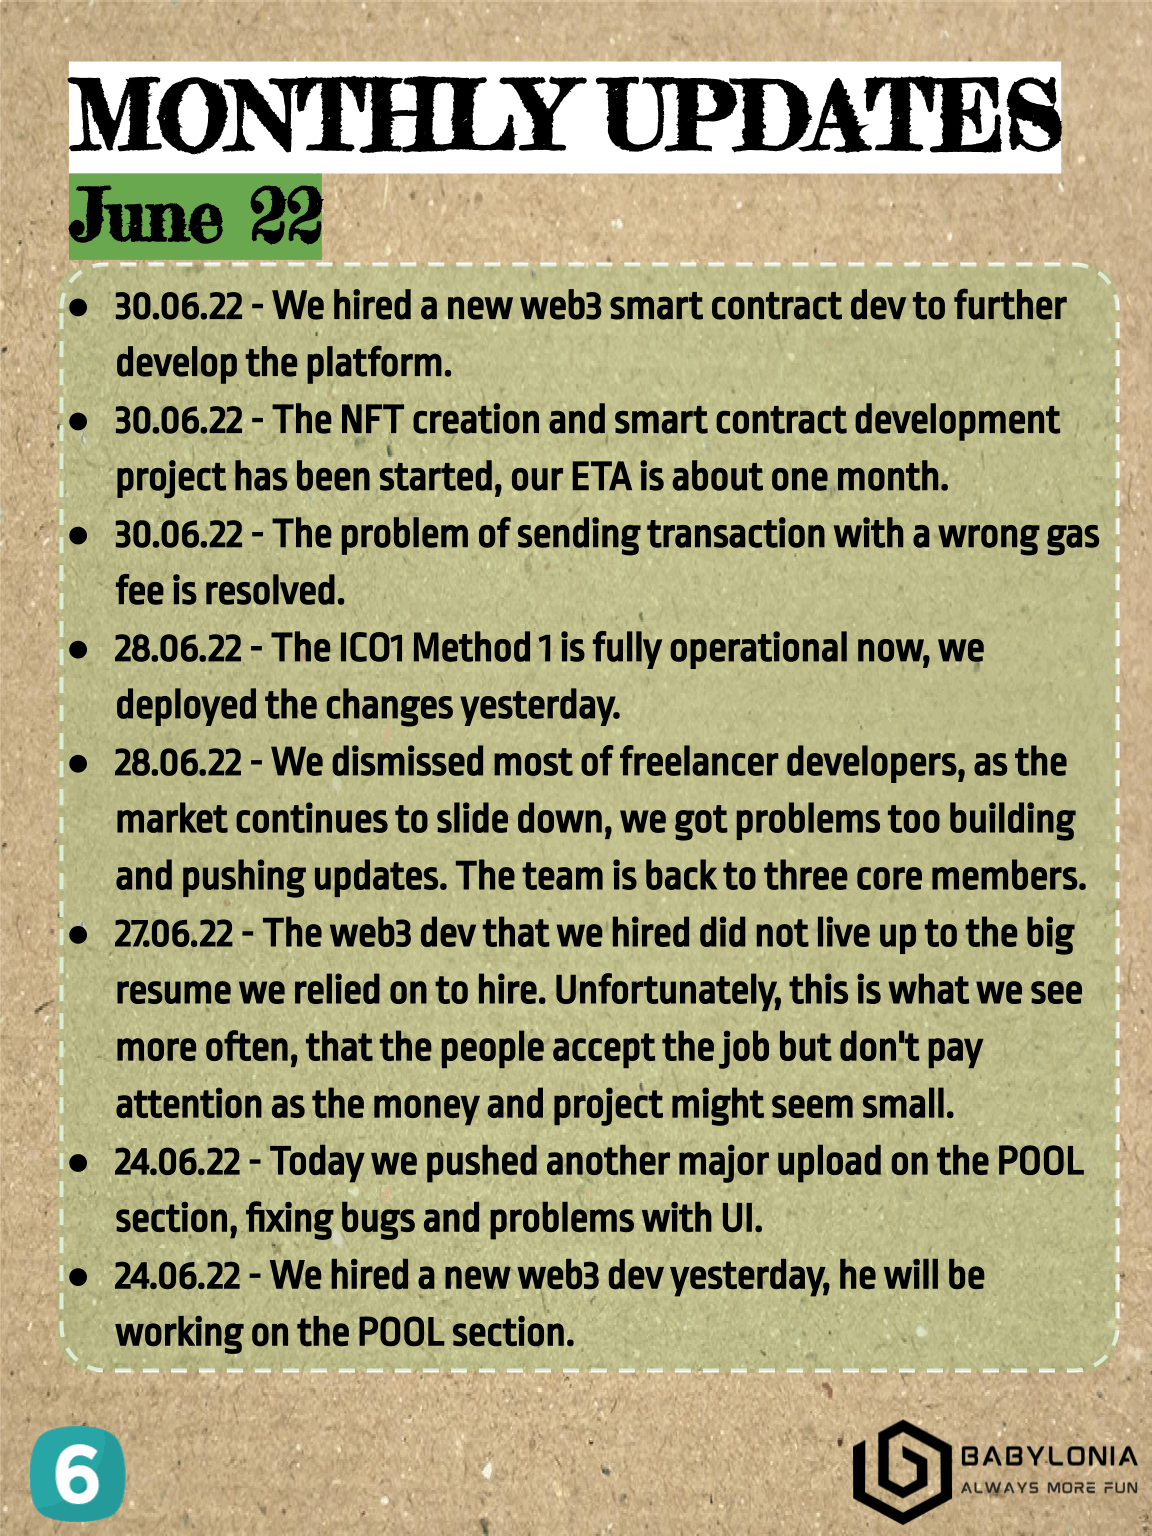 MONTHLY UPDATES
June 22
● 30.06.22 - We hired a new web3 smart contract dev to further
develop the platform.
● 30.06.22 - The NFT creation and smart contract development
project has been started, our ETA is about one month.
● 30.06.22 - The problem of sending transaction with a wrong gas
fee is resolved.
● 28.06.22 - The ICO1 Method 1 is fully operational now, we
deployed the changes yesterday.
● 28.06.22 - We dismissed most of freelancer developers, as the
market continues to slide down, we got problems too building
and pushing updates. The team is back to three core members.
● 27.06.22 - The web3 dev that we hired did not live up to the big
resume we relied on to hire. Unfortunately, this is what we see
more often, that the people accept the job but don't pay
attention as the money and project might seem small.
● 24.06.22 - Today we pushed another major upload on the POOL
section, fixing bugs and problems with UI.
● 24.06.22 - We hired a new web3 dev yesterday, he will be
working on the POOL section.
6
BABYLONIA
ALWAYS MORE FUN